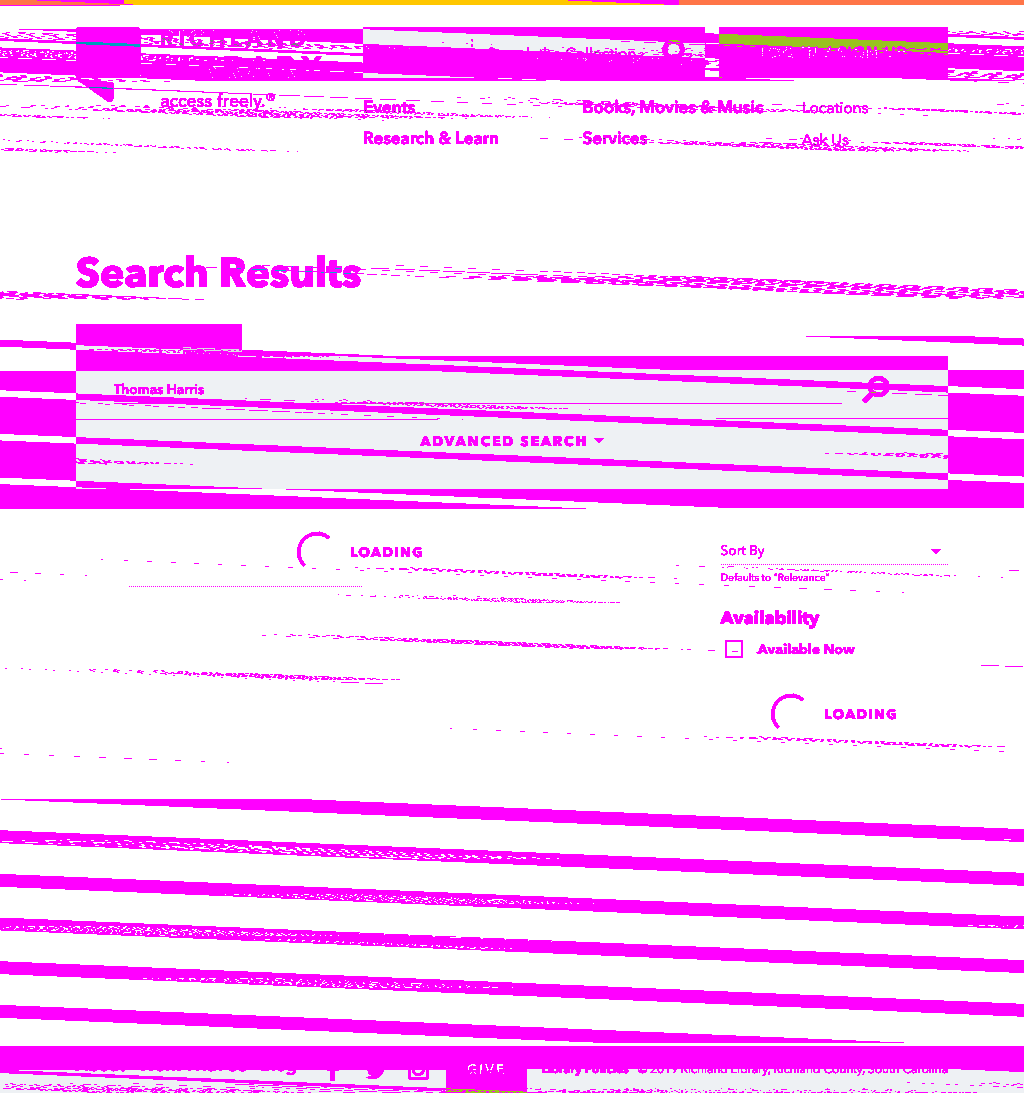 RICHLAND
LIBRARY
access freely.®
Events
Books, Movies & Music
Locations
Research & Learn
Services
Ask Us
Search Results
Thomas Harris
ADVANCED SEARCH
LOADING
Sort By
Defaults to "Relevance"
Availability
Available Now
LOADING
GIVE
Library Policies © 2019 Richland Library, Richland County, South Carolina